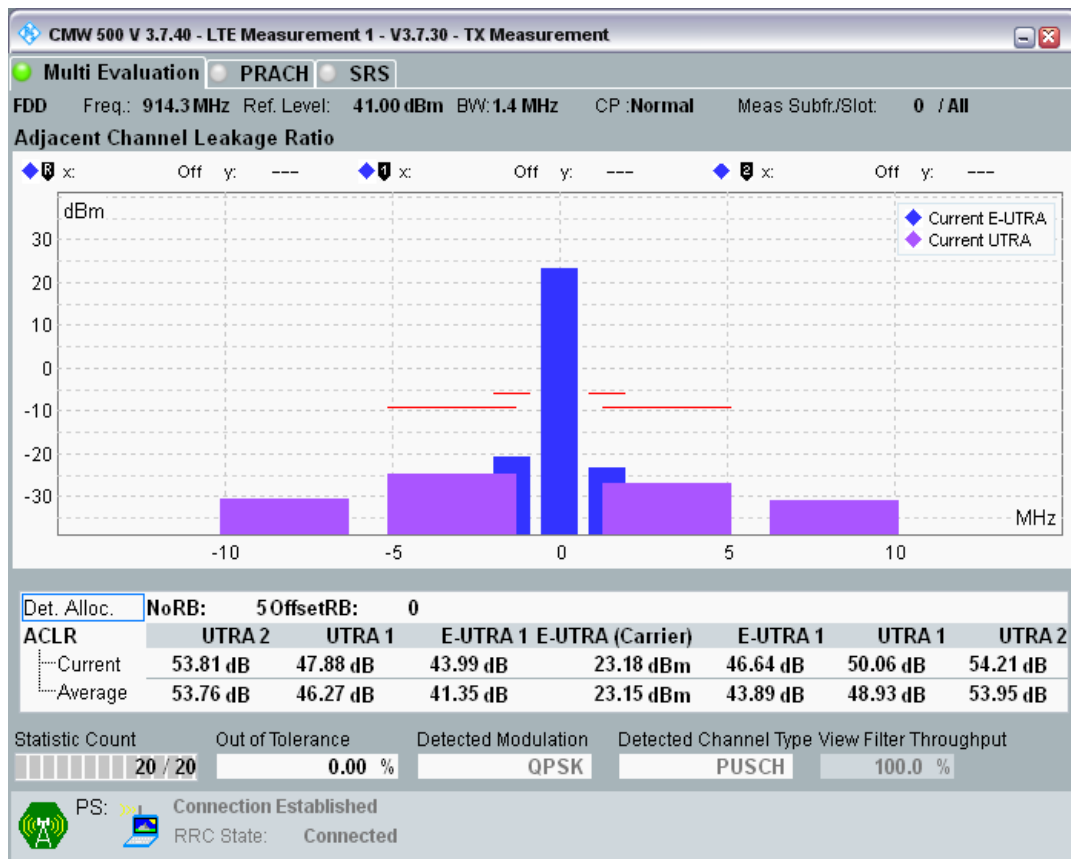 CMW 500 V 3.7.40 - LTE Measurement 1 - V3.7.30 - TX Measurement
Multi Evaluation PRACH SRS
FDD Freq.: 914.3 MHz Ref. Level: 41.00 dBm BW: 1.4 MHz CP :Normal Meas Subfr./Slot: 0 / All
Adjacent Channel Leakage Ratio
R x: Off y: --- 1 x: Off y: --- 2 x: Off y: ---
dBm
Current E-UTRA
Current UTRA
30
20
10
0
-10
-20
-30
MHz
-10 -5 0 5 10
Det. Alloc. NoRB: 5 OffsetRB: 0
ACLR UTRA 2 UTRA 1 E-UTRA 1 E-UTRA (Carrier) E-UTRA 1 UTRA 1 UTRA 2
Current 53.81 dB 47.88 dB 43.99 dB 23.18 dBm 46.64 dB 50.06 dB 54.21 dB
Average 53.76 dB 46.27 dB 41.35 dB 23.15 dBm 43.89 dB 48.93 dB 53.95 dB
Statistic Count Out of Tolerance Detected Modulation Detected Channel Type View Filter Throughput
20 / 20 0.00 % QPSK PUSCH 100.0 %
PS: Connection Established
RRC State: Connected